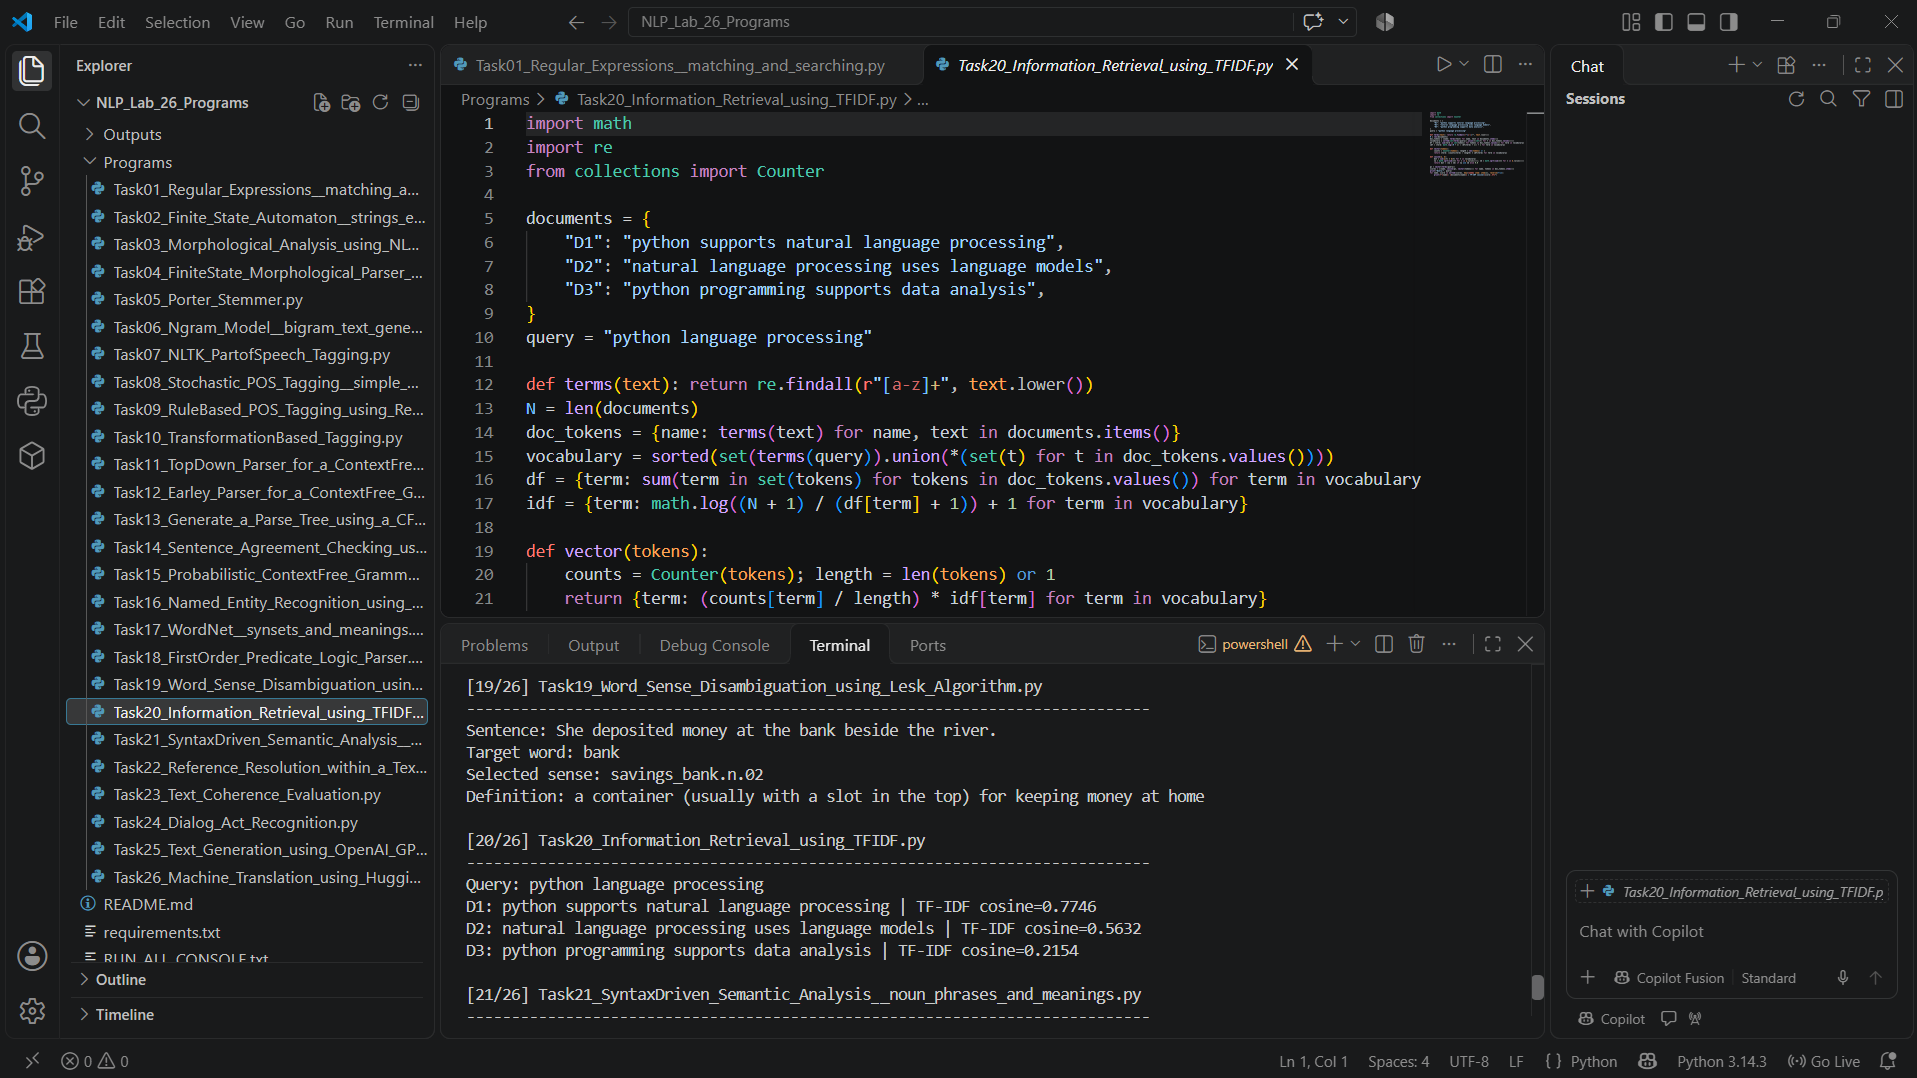 File Edit Selection View Go Run Terminal Help
NLP_Lab_26_Programs
Explorer
NLP_Lab_26_Programs
Outputs
Programs
Task01_Regular_Expressions__matching_a...
Task02_Finite_State_Automaton__strings_e...
Task03_Morphological_Analysis_using_NL...
Task04_FiniteState_Morphological_Parser_...
Task05_Porter_Stemmer.py
Task06_Ngram_Model__bigram_text_gene...
Task07_NLTK_PartofSpeech_Tagging.py
Task08_Stochastic_POS_Tagging__simple_...
Task09_RuleBased_POS_Tagging_using_Re...
Task10_TransformationBased_Tagging.py
Task11_TopDown_Parser_for_a_ContextFre...
Task12_Earley_Parser_for_a_ContextFree_G...
Task13_Generate_a_Parse_Tree_using_a_CF...
Task14_Sentence_Agreement_Checking_us...
Task15_Probabilistic_ContextFree_Gramm...
Task16_Named_Entity_Recognition_using_...
Task17_WordNet__synsets_and_meanings....
Task18_FirstOrder_Predicate_Logic_Parser....
Task19_Word_Sense_Disambiguation_usin...
Task20_Information_Retrieval_using_TFIDF...
Task21_SyntaxDriven_Semantic_Analysis__...
Task22_Reference_Resolution_within_a_Tex...
Task23_Text_Coherence_Evaluation.py
Task24_Dialog_Act_Recognition.py
Task25_Text_Generation_using_OpenAI_GP...
Task26_Machine_Translation_using_Huggi...
README.md
requirements.txt
RUN_ALL_CONSOLE.txt
Outline
Timeline
Task01_Regular_Expressions__matching_and_searching.py Task20_Information_Retrieval_using_TFIDF.py
Programs > Task20_Information_Retrieval_using_TFIDF.py > ...
1 import math
2 import re
3 from collections import Counter
4
5 documents = {
6 "D1": "python supports natural language processing",
7 "D2": "natural language processing uses language models",
8 "D3": "python programming supports data analysis",
9 }
10 query = "python language processing"
11
12 def terms(text): return re.findall(r"[a-z]+", text.lower())
13 N = len(documents)
14 doc_tokens = {name: terms(text) for name, text in documents.items()}
15 vocabulary = sorted(set(terms(query)).union(*(set(t) for t in doc_tokens.values())))
16 df = {term: sum(term in set(tokens) for tokens in doc_tokens.values()) for term in vocabulary
17 idf = {term: math.log((N + 1) / (df[term] + 1)) + 1 for term in vocabulary}
18
19 def vector(tokens):
20 counts = Counter(tokens); length = len(tokens) or 1
21 return {term: (counts[term] / length) * idf[term] for term in vocabulary}
Problems Output Debug Console Terminal Ports
powershell
[19/26] Task19_Word_Sense_Disambiguation_using_Lesk_Algorithm.py
----------------------------------------------------------------------------
Sentence: She deposited money at the bank beside the river.
Target word: bank
Selected sense: savings_bank.n.02
Definition: a container (usually with a slot in the top) for keeping money at home
[20/26] Task20_Information_Retrieval_using_TFIDF.py
----------------------------------------------------------------------------
Query: python language processing
D1: python supports natural language processing | TF-IDF cosine=0.7746
D2: natural language processing uses language models | TF-IDF cosine=0.5632
D3: python programming supports data analysis | TF-IDF cosine=0.2154
[21/26] Task21_SyntaxDriven_Semantic_Analysis__noun_phrases_and_meanings.py
----------------------------------------------------------------------------
Chat
Sessions
Task20_Information_Retrieval_using_TFIDF.p
Chat with Copilot
Copilot Fusion Standard
Copilot
0 0
Ln 1, Col 1 Spaces: 4 UTF-8 LF { } Python Python 3.14.3 Go Live